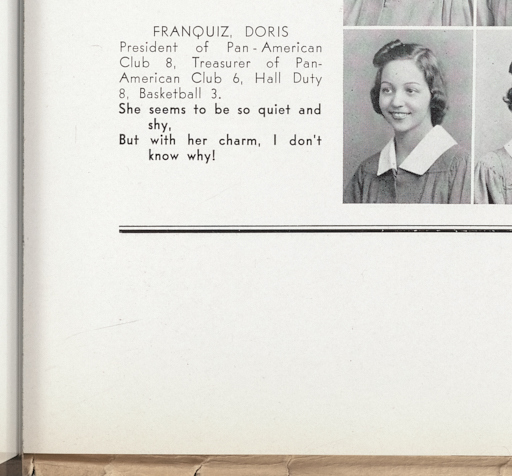 FRANQUIZ, DORIS
President of Pan-American
Club 8, Treasurer of Pan-
American Club 6, Hall Duty
8, Basketball 3.
She seems to be so quiet and
shy,
But with her charm, I don't
know why!